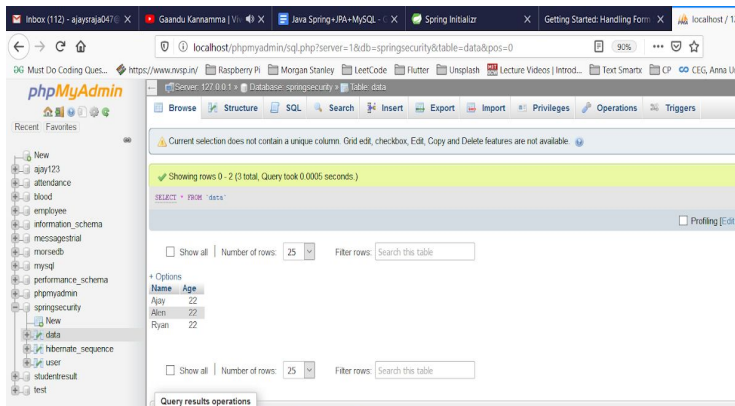 Inbox (112) - ajaysraja047@ X Gaandu Kannamma | Vi X Java Spring+JPA+MySQL - G X Spring Initializr X Getting Started: Handling Form X localhost / 12
localhost/phpmyadmin/sql.php?server=1&db=springsecurity&table=data&pos=0 90%
GG Must Do Coding Ques... https://www.nvsp.in/ Raspberry Pi Morgan Stanley LeetCode Flutter Unsplash Lecture Videos | Introd... Text Smartx CP CEG, Anna Un
phpMyAdmin
Recent Favorites
New
ajay123
attendance
blood
employee
information_schema
messagestrial
morsedb
mysql
performance_schema
phpmyadmin
springsecurity
New
data
hibernate_sequence
user
studentresult
test
Server: 127.0.0.1 » Database: springsecurity » Table: data
Browse Structure SQL Search Insert Export Import Privileges Operations Triggers
Current selection does not contain a unique column. Grid edit, checkbox, Edit, Copy and Delete features are not available.
Showing rows 0 - 2 (3 total, Query took 0.0005 seconds.)
SELECT * FROM `data`
Profiling [Edit
Show all Number of rows: 25 Filter rows: Search this table
+ Options
Name Age
Ajay 22
Alen 22
Ryan 22
Show all Number of rows: 25 Filter rows: Search this table
Query results operations